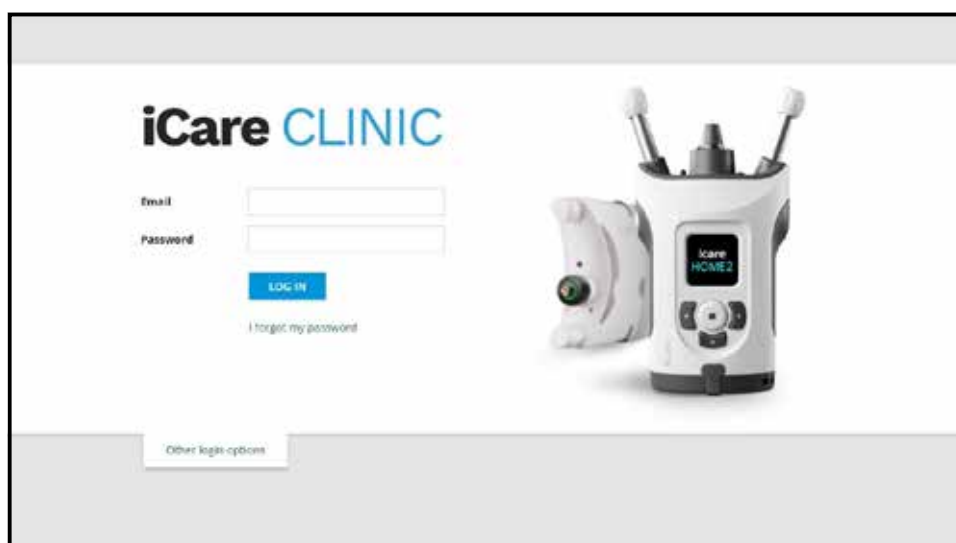 iCare CLINIC
Email
Password
LOG IN
I forgot my password
Other login options
icare
HOME2